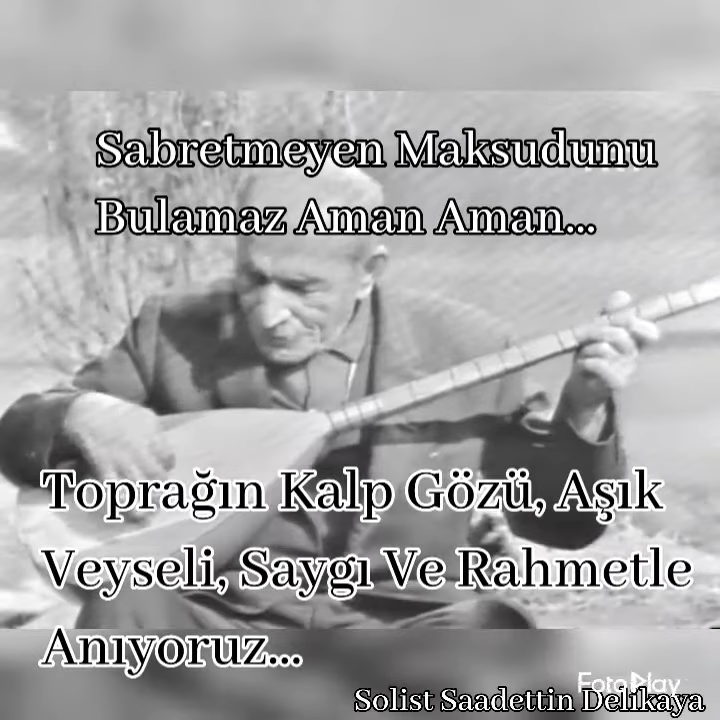 Sabretmeyen Maksudunu
Bulamaz Aman Aman...
Toprağın Kalp Gözü, Aşık
Veyseli, Saygı Ve Rahmetle
Anıyoruz...
FotoPlay
Solist Saadettin Delikaya